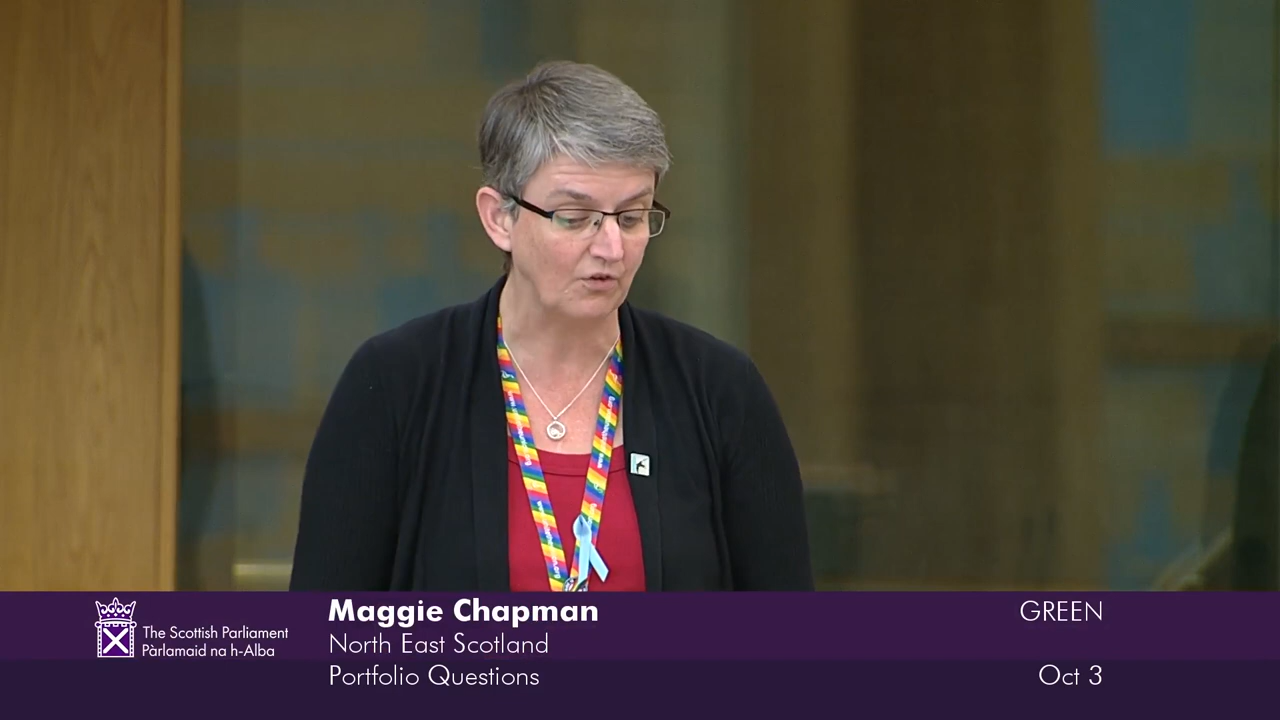 Maggie Chapman
GREEN
The Scottish Parliament
North East Scotland
Pàrlamaid na h-Alba
Portfolio Questions
Oct 3